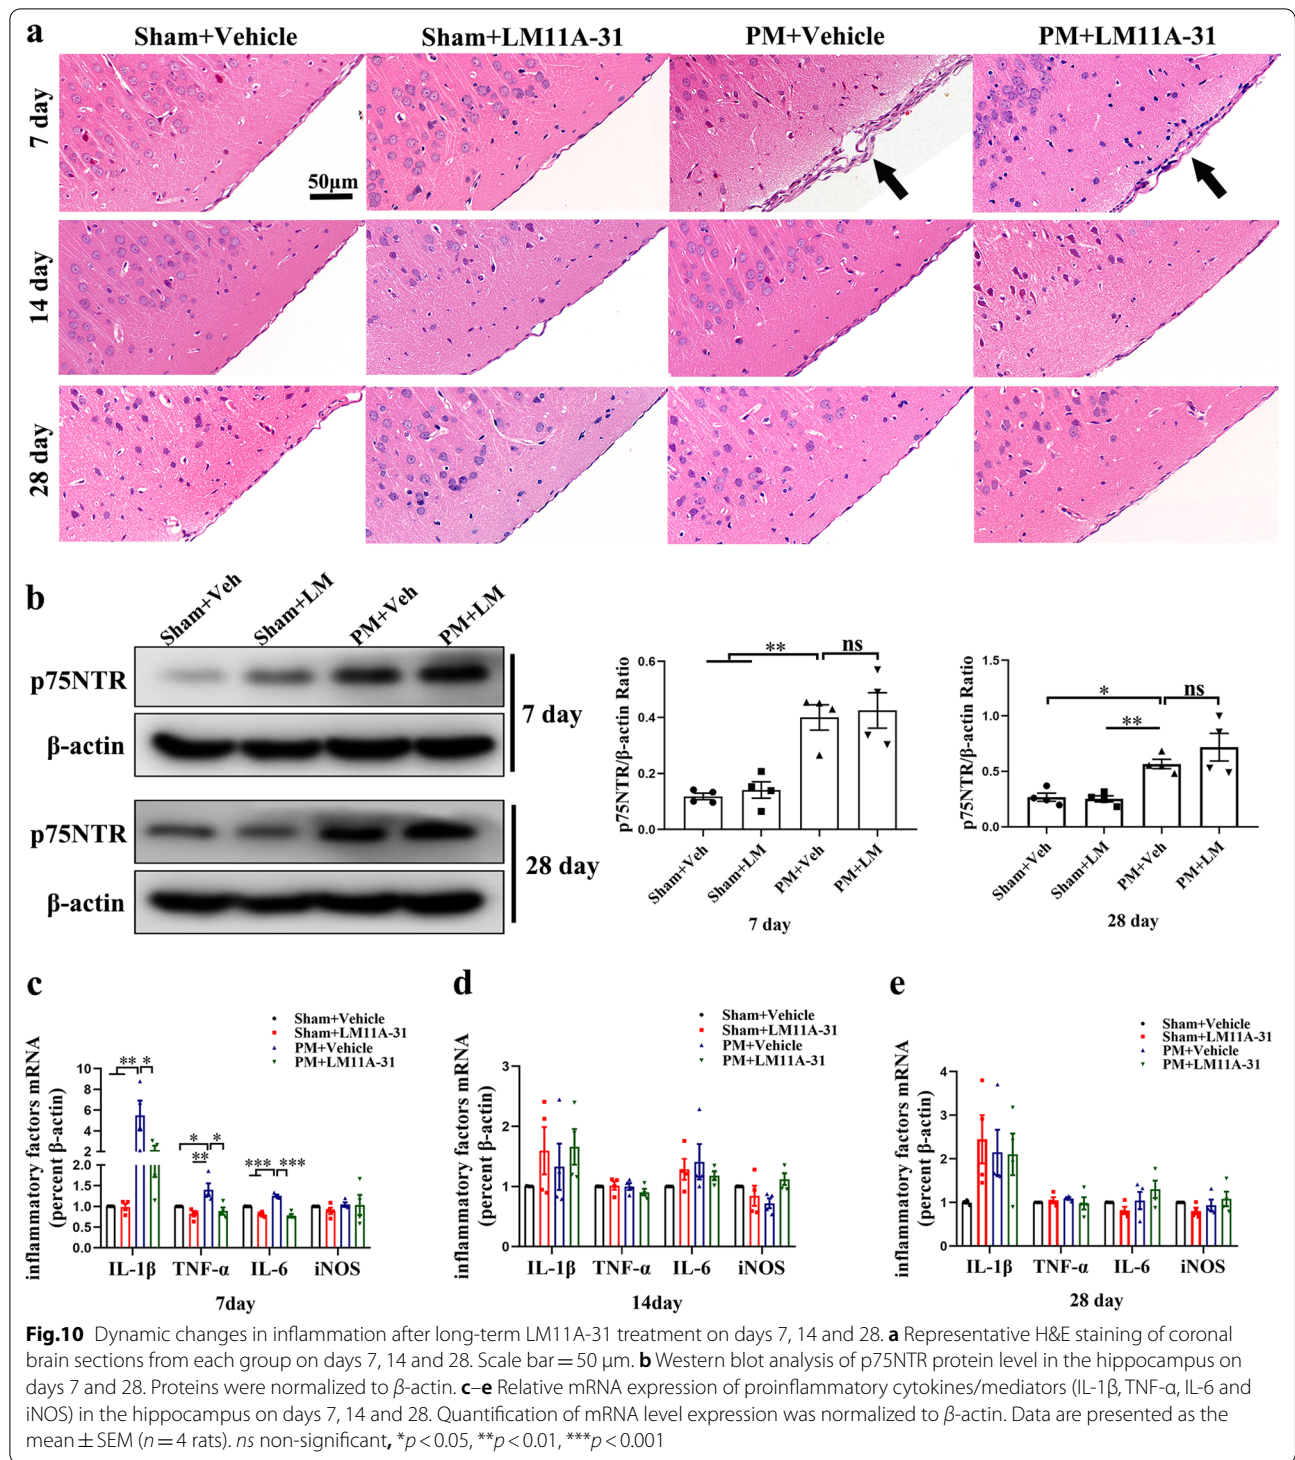 a
Sham+Vehicle
Sham+LM11A-31
PM+Vehicle
PM+LM11A-31
7 day
50μm
14 day
28 day
b
Sham+Veh
Sham+LM
PM+Veh
PM+LM
p75NTR
β-actin
7 day
p75NTR
β-actin
28 day
p75NTR/β-actin Ratio
0.6
0.4
0.2
0.0
**
ns
Sham+Veh
Sham+LM
PM+Veh
PM+LM
7 day
p75NTR/β-actin Ratio
1.5
1.0
0.5
0.0
*
**
ns
Sham+Veh
Sham+LM
PM+Veh
PM+LM
28 day
c
Sham+Vehicle
Sham+LM11A-31
PM+Vehicle
PM+LM11A-31
inflammatory factors mRNA
(percent β-actin)
10
8
6
4
2
2.0
1.5
1.0
0.5
0.0
** *
* *
**
*** ***
IL-1β TNF-α IL-6 iNOS
7day
d
Sham+Vehicle
Sham+LM11A-31
PM+Vehicle
PM+LM11A-31
inflammatory factors mRNA
(percent β-actin)
3
2
1
0
IL-1β TNF-α IL-6 iNOS
14day
e
Sham+Vehicle
Sham+LM11A-31
PM+Vehicle
PM+LM11A-31
inflammatory factors mRNA
(percent β-actin)
4
3
2
1
0
IL-1β TNF-α IL-6 iNOS
28 day
Fig.10 Dynamic changes in inflammation after long-term LM11A-31 treatment on days 7, 14 and 28. a Representative H&E staining of coronal
brain sections from each group on days 7, 14 and 28. Scale bar = 50 μm. b Western blot analysis of p75NTR protein level in the hippocampus on
days 7 and 28. Proteins were normalized to β-actin. c–e Relative mRNA expression of proinflammatory cytokines/mediators (IL-1β, TNF-α, IL-6 and
iNOS) in the hippocampus on days 7, 14 and 28. Quantification of mRNA level expression was normalized to β-actin. Data are presented as the
mean ± SEM (n = 4 rats). ns non-significant, *p < 0.05, **p < 0.01, ***p < 0.001